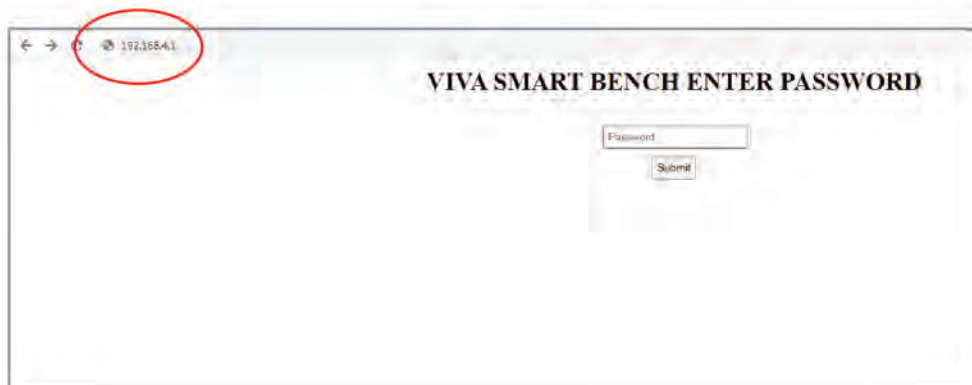 192.168.4.1
VIVA SMART BENCH ENTER PASSWORD
Password
Submit